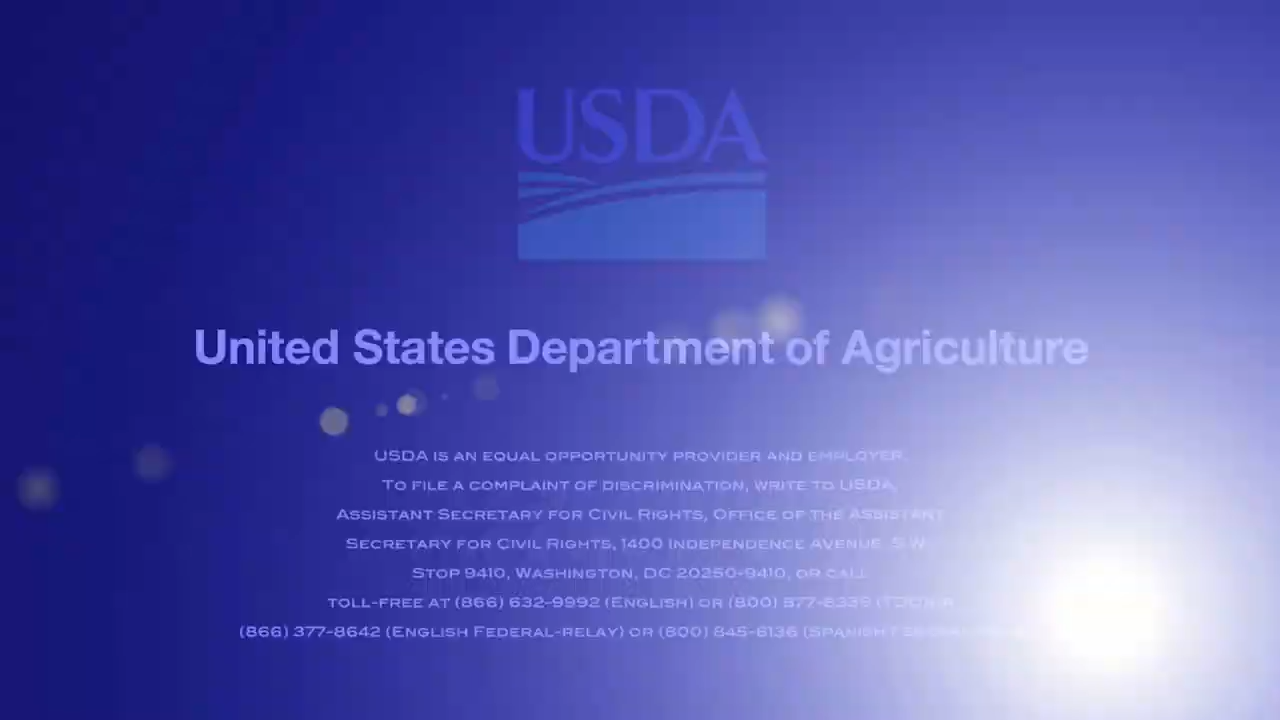 USDA
United States Department of Agriculture
USDA IS AN EQUAL OPPORTUNITY PROVIDER AND EMPLOYER.
TO FILE A COMPLAINT OF DISCRIMINATION, WRITE TO USDA,
ASSISTANT SECRETARY FOR CIVIL RIGHTS, OFFICE OF THE ASSISTANT
SECRETARY FOR CIVIL RIGHTS, 1400 INDEPENDENCE AVENUE, S.W.,
STOP 9410, WASHINGTON, DC 20250-9410, OR CALL
TOLL-FREE AT (866) 632-9992 (ENGLISH) OR (800)
(866) 377-8642 (ENGLISH FEDERAL-RELAY) OR (800) 845-6136 (SPANISH